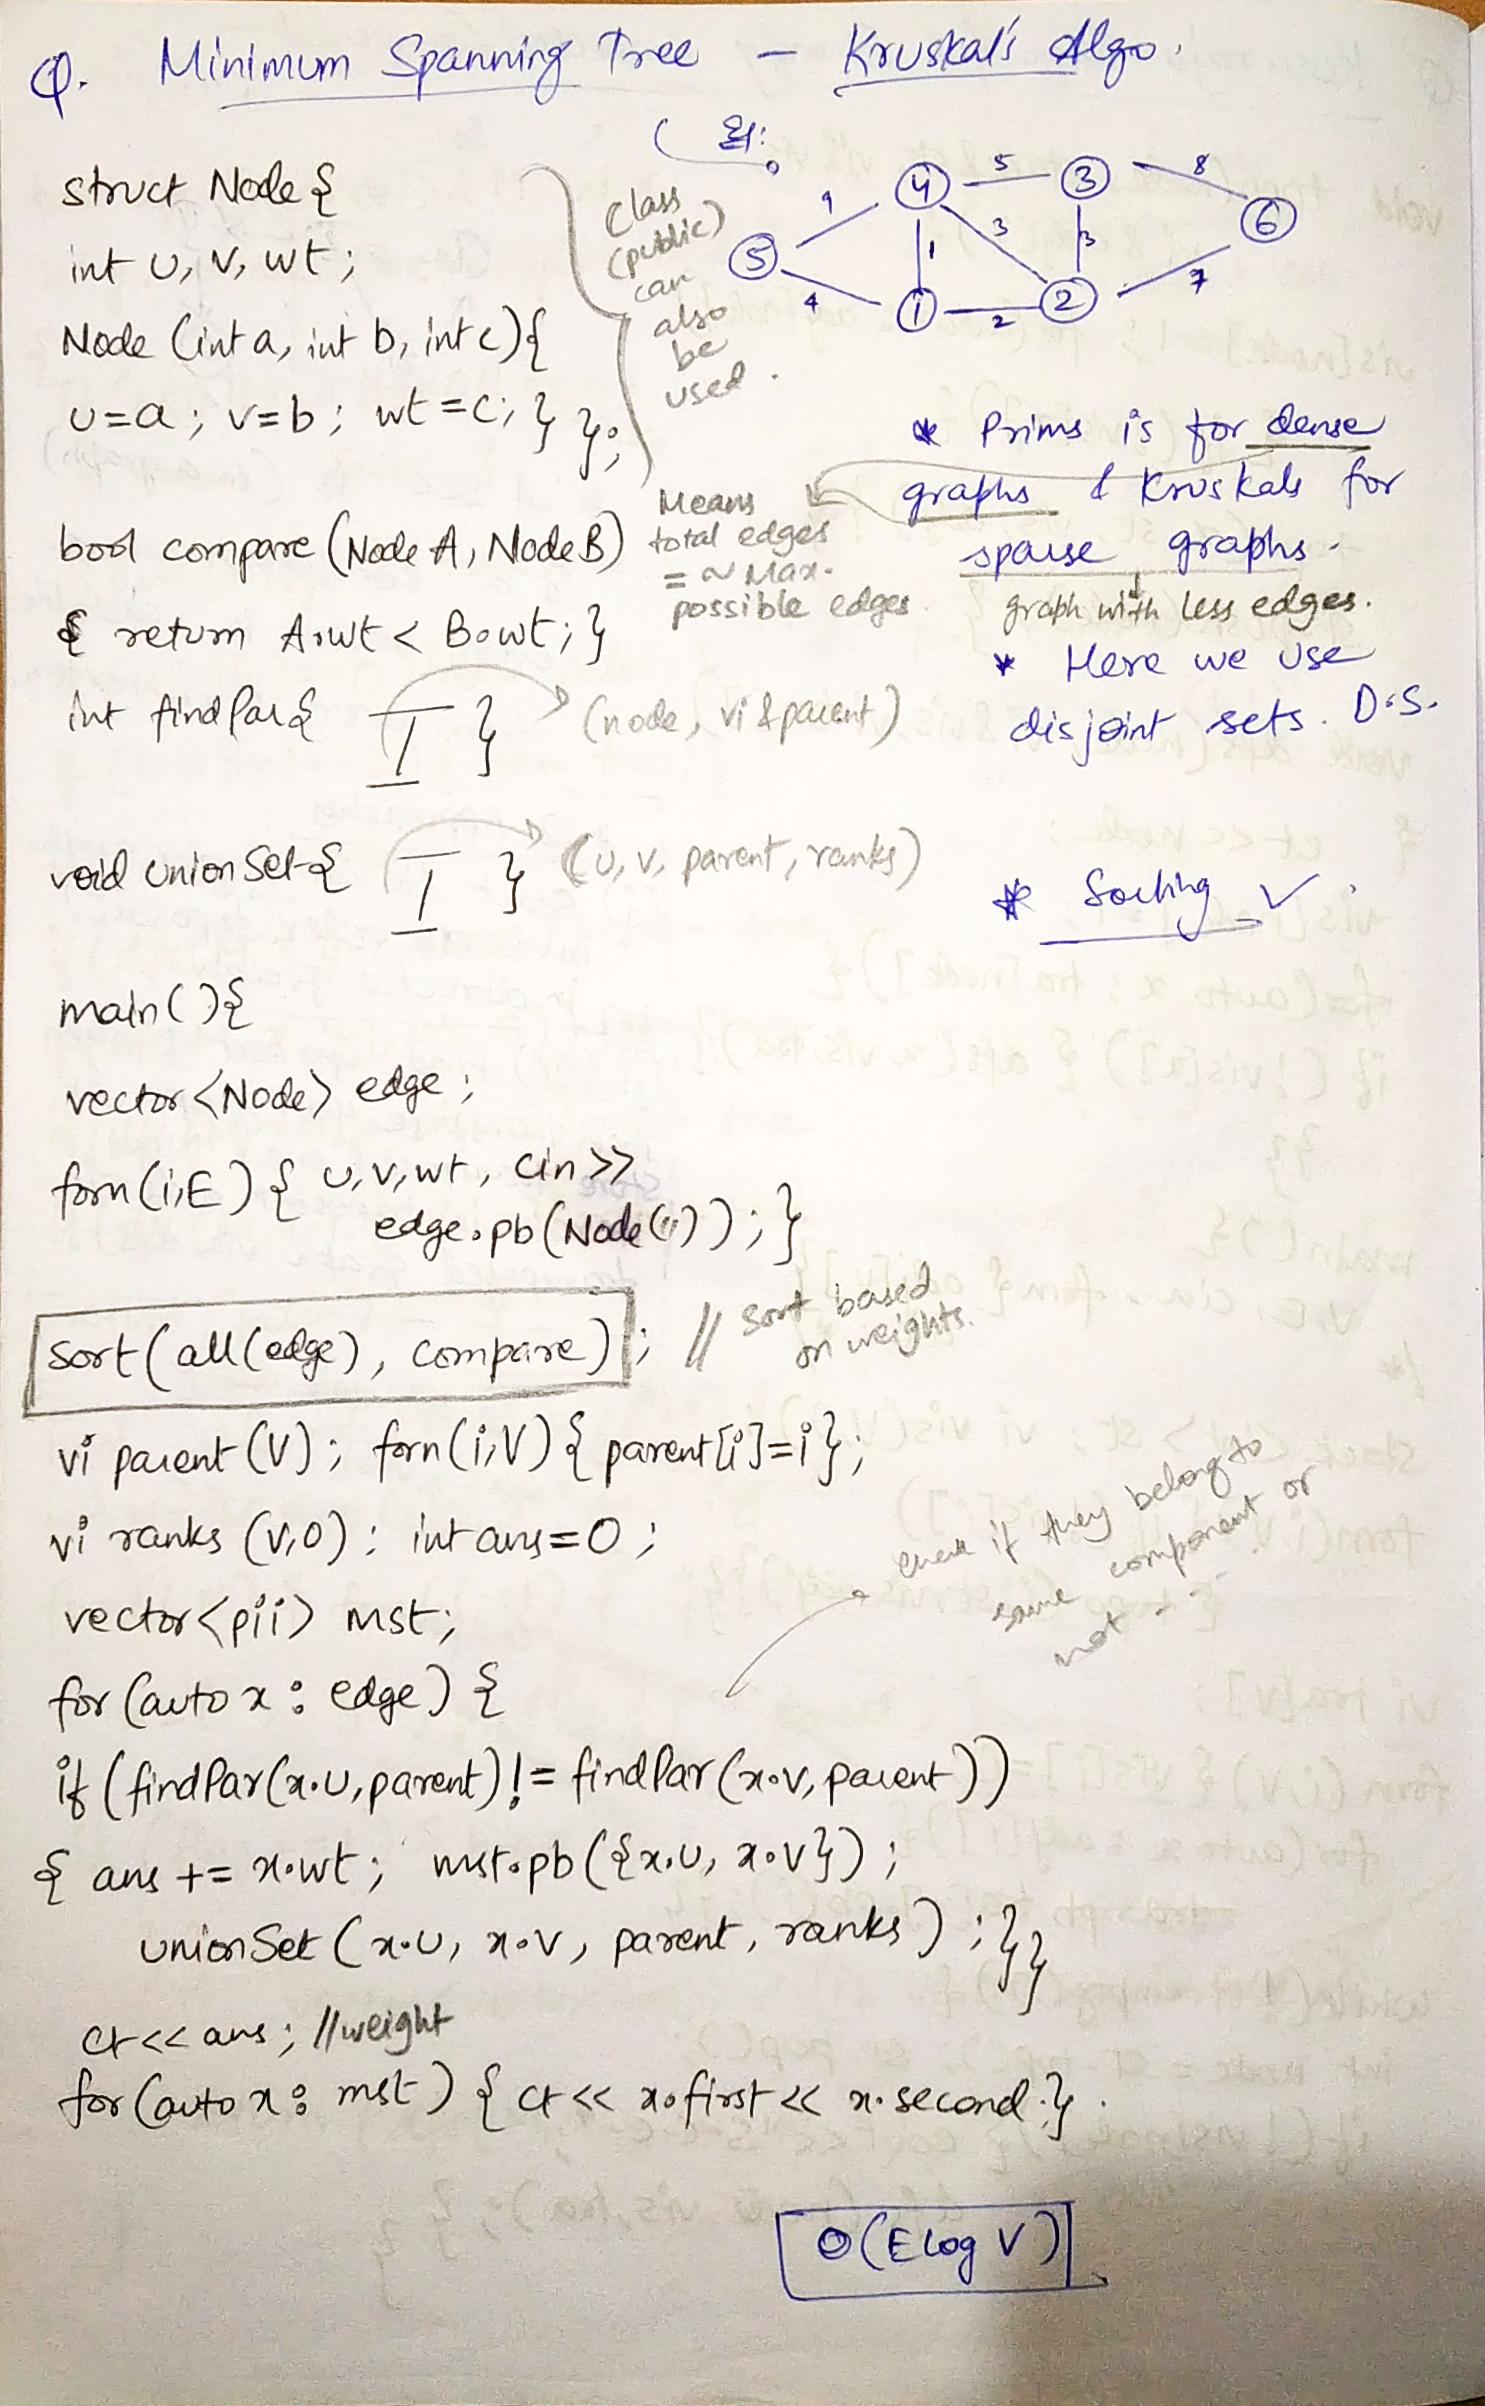 Q. Minimum Spanning Tree - Kruskal's Algo.
Eg:
5 4 3 6 1 2
9 5 8 4 1 3 3 2 7
struct Node {
int u, v, wt;
Node (int a, int b, int c){
u=a; v=b; wt=c; } };
Class
(public)
can
also
be
used.
* Prims is for dense
graphs & Kruskals for
sparse graphs.
graph with less edges.
Means
total edges
= ~ Max.
possible edges
* Here we use
disjoint sets. D.S.
* Sorting ✓.
bool compare (Node A, Node B)
{ return A.wt < B.wt; }
int findPar{ } (node, vi &parent)
void unionSet{ } (u, v, parent, ranks)
main(){
vector<Node> edge;
forn(i,E) { u,v,wt, cin>>
edge.pb(Node(")); }
sort(all(edge), compare); // Sort based
on weights.
vi parent (V); forn(i,V) { parent[i]=i };
vi ranks (V,0); int ans=0;
vector<pii> mst;
for (auto x : edge) {
check if they belong to
same component or
not - - -
if (findPar(x.u, parent) != findPar(x.v, parent))
{ ans += x.wt; mst.pb({x.u, x.v});
unionSet (x.u, x.v, parent, ranks); }}
ct<< ans; //weight
for (auto x : mst) { ct << x.first << x.second.}.
O(E log V)